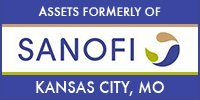 ASSETS FORMERLY OF
SANOFI
KANSAS CITY, MO